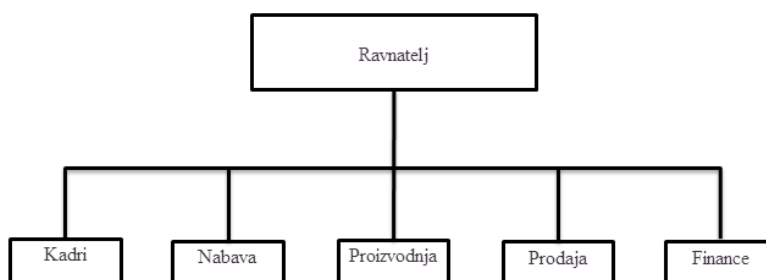 Ravnatelj
Kadri
Nabava
Proizvodnja
Prodaja
Finance